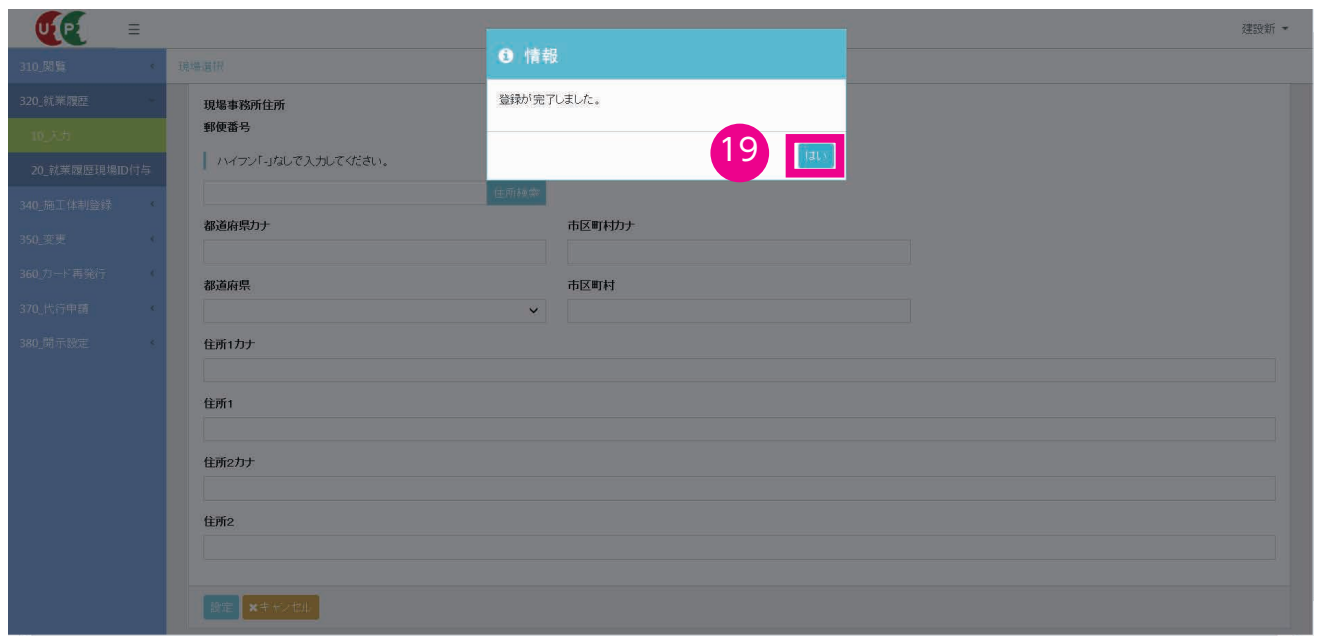 建設新
情報
登録が完了しました。
19
はい
310_閲覧
320_就業履歴
10_入力
20_就業履歴現場ID付与
340_施工体制登録
350_変更
360_カード再発行
370_代行申請
380_開示設定
現場選択
現場事務所住所
郵便番号
ハイフン「-」なしで入力してください。
住所検索
都道府県カナ
市区町村カナ
都道府県
市区町村
住所1カナ
住所1
住所2カナ
住所2
設定
×キャンセル